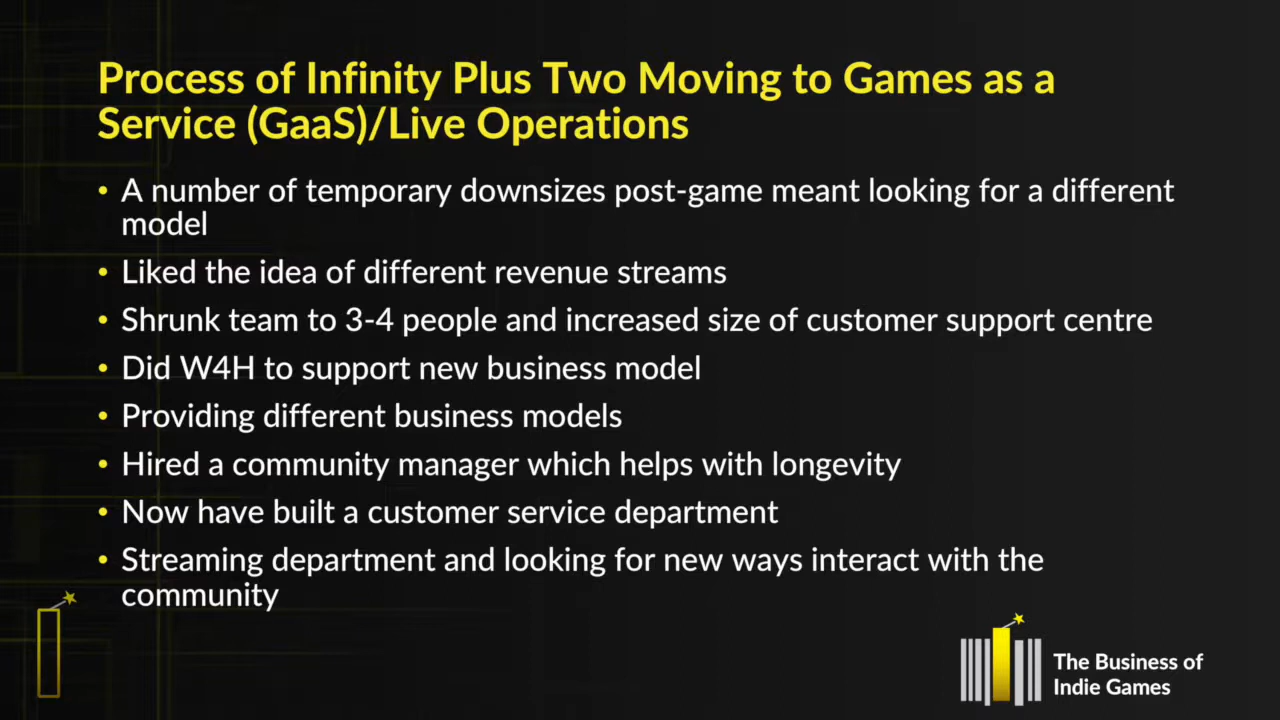 Process of Infinity Plus Two Moving to Games as a
Service (GaaS)/Live Operations
• A number of temporary downsizes post-game meant looking for a different
model
• Liked the idea of different revenue streams
• Shrunk team to 3-4 people and increased size of customer support centre
• Did W4H to support new business model
• Providing different business models
• Hired a community manager which helps with longevity
• Now have built a customer service department
• Streaming department and looking for new ways interact with the
community
The Business of
Indie Games